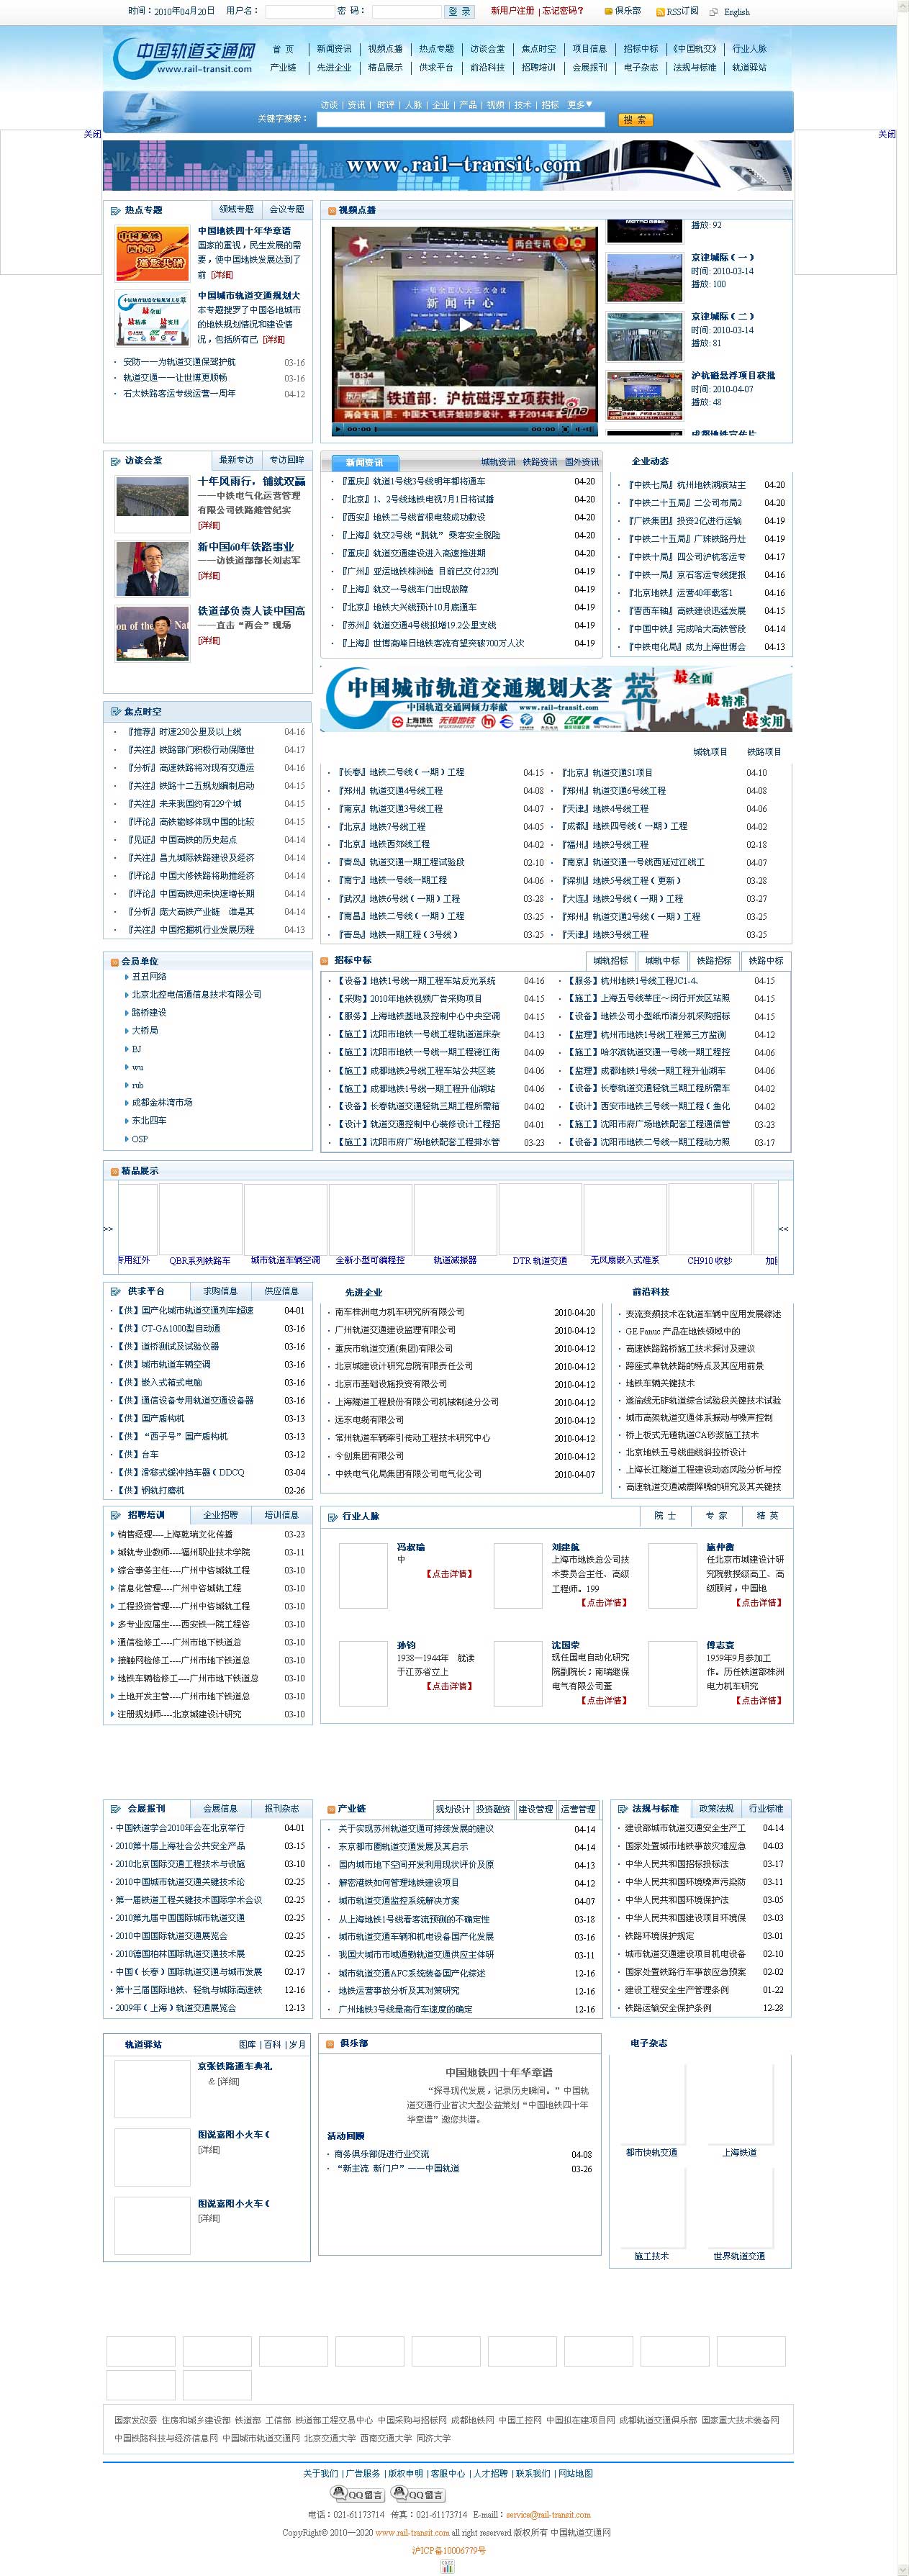 时间：2010年04月20日 用户名： 密 码： 登 录 新用户注册 | 忘记密码? 俱乐部 RSS订阅 English
中国轨道交通网
www.rail-transit.com
首 页 新闻资讯 视频点播 热点专题 访谈会堂 焦点时空 项目信息 招标中标 《中国轨交》 行业人脉
产业链 先进企业 精品展示 供求平台 前沿科技 招聘培训 会展报刊 电子杂志 法规与标准 轨道驿站
访谈 | 资讯 | 时评 | 人脉 | 企业 | 产品 | 视频 | 技术 | 招标 更多▼
关键字搜索： 搜 索
关闭
关闭
www.rail-transit.com
热点专题 领域专题 会议专题
中国地铁四十年华章谱
国家的重视，民生发展的需
要，使中国地铁发展达到了
前 [详细]
中国城市轨道交通规划大
本专题搜罗了中国各地城市
的地铁规划情况和建设情
况，包括所有已 [详细]
安防——为轨道交通保驾护航 03-16
轨道交通——让世博更顺畅 03-16
石太铁路客运专线运营一周年 04-12
视频点播
两会专讯
十一届全国人大三次会议
新闻中心
18:34
铁道部：沪杭磁浮立项获批
播放: 92
京津城际（一）
时间: 2010-03-14
播放: 100
京津城际（二）
时间: 2010-03-14
播放: 81
沪杭磁悬浮项目获批
时间: 2010-04-07
播放: 48
成都地铁宣传片
访谈会堂 最新专访 专访回眸
十年风雨行，铺就双赢
——中铁电气化运营管理
有限公司铁路维管纪实
[详细]
新中国60年铁路事业
——访铁道部部长刘志军
[详细]
铁道部负责人谈中国高
——直击“两会”现场
[详细]
新闻资讯 城轨资讯 铁路资讯 国外资讯
『重庆』轨道1号线3号线明年都将通车 04-20
『北京』1、2号线地铁电视7月1日将试播 04-20
『西安』地铁二号线首根电缆成功敷设 04-20
『上海』轨交2号线“脱轨” 乘客安全脱险 04-20
『重庆』轨道交通建设进入高速推进期 04-20
『广州』亚运地铁株洲造 目前已交付23列 04-19
『上海』轨交一号线车门出现故障 04-19
『北京』地铁大兴线预计10月底通车 04-19
『苏州』轨道交通4号线拟增19.2公里支线 04-19
『上海』世博高峰日地铁客流有望突破700万人次 04-19
企业动态
『中铁七局』杭州地铁湖滨站主 04-20
『中铁二十五局』二公司布局2 04-20
『广铁集团』投资2亿进行运输 04-19
『中铁二十五局』广珠铁路丹灶 04-19
『中铁十局』四公司沪杭客运专 04-17
『中铁一局』京石客运专线捷报 04-16
『北京地铁』运营40年载客1 04-16
『晋西车轴』高铁建设迅猛发展 04-15
『中国中铁』完成哈大高铁管段 04-14
『中铁电化局』成为上海世博会 04-13
中国城市轨道交通规划大荟萃
中国轨道交通网倾力奉献
最全面 最精准 最实用
焦点时空
『推荐』时速250公里及以上线 04-16
『关注』铁路部门积极行动保障世 04-17
『分析』高速铁路将对现有交通运 04-16
『关注』铁路十二五规划编制启动 04-15
『关注』未来我国约有229个城 04-15
『评论』高铁能够体现中国的比较 04-15
『见证』中国高铁的历史起点 04-14
『关注』昌九城际铁路建设及经济 04-14
『评论』中国大修铁路将助推经济 04-14
『评论』中国高铁迎来快速增长期 04-14
『分析』庞大高铁产业链 谁是其 04-14
『关注』中国挖掘机行业发展历程 04-13
城轨项目 铁路项目
『长春』地铁二号线（一期）工程 04-15
『郑州』轨道交通4号线工程 04-08
『南京』轨道交通3号线工程 04-07
『北京』地铁7号线工程 04-05
『北京』地铁西郊线工程 04-02
『青岛』轨道交通一期工程试验段 02-10
『南宁』地铁一号线一期工程 04-06
『武汉』地铁6号线（一期）工程 03-28
『南昌』地铁二号线（一期）工程 03-25
『青岛』地铁一期工程（3号线） 03-25
『北京』轨道交通S1项目 04-10
『郑州』轨道交通6号线工程 04-08
『天津』地铁4号线工程 04-06
『成都』地铁四号线（一期）工程 04-02
『福州』地铁2号线工程 02-18
『南京』轨道交通一号线西延过江线工 04-07
『深圳』地铁5号线工程（更新） 03-28
『大连』地铁2号线（一期）工程 03-27
『郑州』轨道交通2号线（一期）工程 03-25
『天津』地铁3号线工程 03-25
会员单位
丑丑网络
北京北控电信通信息技术有限公司
路桥建设
大桥局
BJ
wu
rub
成都金林湾市场
东北四车
OSP
招标中标 城轨招标 城轨中标 铁路招标 铁路中标
【设备】地铁1号线一期工程车站反光系统 04-16
【采购】2010年地铁视频广告采购项目 04-15
【服务】上海地铁基地及控制中心中央空调 04-15
【施工】沈阳市地铁一号线工程轨道道床杂 04-13
【施工】沈阳市地铁一号线一期工程滂江街 04-09
【施工】成都地铁2号线工程车站公共区装 04-06
【施工】成都地铁1号线一期工程升仙湖站 04-06
【设备】长春轨道交通轻轨三期工程所需箱 04-02
【设计】轨道交通控制中心装修设计工程招 04-01
【施工】沈阳市府广场地铁配套工程排水管 03-23
【服务】杭州地铁1号线工程JC1-4、 04-15
【施工】上海五号线莘庄～闵行开发区站照 04-15
【设备】地铁公司小型纸币清分机采购招标 04-15
【监理】杭州市地铁1号线工程第三方监测 04-12
【施工】哈尔滨轨道交通一号线一期工程控 04-06
【监理】成都地铁1号线一期工程升仙湖车 04-06
【设备】长春轨道交通轻轨三期工程所需车 04-02
【设计】西安市地铁三号线一期工程（鱼化 04-02
【施工】沈阳市府广场地铁配套工程通信管 03-23
【设备】沈阳市地铁二号线一期工程动力照 03-17
精品展示
>> 专用红外 QBR系列铁路车 城市轨道车辆空调 全新小型可编程控 轨道减振器 DTR 轨道交通 无风扇嵌入式准系 CH910 收钞 加固 <<
供求平台 求购信息 供应信息
【供】国产化城市轨道交通列车超速 04-01
【供】CT-GA1000型自动通 03-16
【供】道桥测试及试验仪器 03-16
【供】城市轨道车辆空调 03-16
【供】嵌入式箱式电脑 03-16
【供】通信设备专用轨道交通设备器 03-16
【供】国产盾构机 03-13
【供】“西子号”国产盾构机 03-13
【供】台车 03-12
【供】滑移式缓冲挡车器（DDCQ 03-04
【供】钢轨打磨机 02-26
先进企业
南车株洲电力机车研究所有限公司 2010-04-20
广州轨道交通建设监理有限公司 2010-04-12
重庆市轨道交通(集团)有限公司 2010-04-12
北京城建设计研究总院有限责任公司 2010-04-12
北京市基础设施投资有限公司 2010-04-12
上海隧道工程股份有限公司机械制造分公司 2010-04-12
远东电缆有限公司 2010-04-12
常州轨道车辆牵引传动工程技术研究中心 2010-04-12
今创集团有限公司 2010-04-12
中铁电气化局集团有限公司电气化公司 2010-04-07
前沿科技
变流变频技术在轨道车辆中应用发展综述
GE Fanuc 产品在地铁领域中的
高速铁路路桥施工技术探讨及建议
跨座式单轨铁路的特点及其应用前景
地铁车辆关键技术
遂渝线无砟轨道综合试验段关键技术试验
城市高架轨道交通体系振动与噪声控制
桥上板式无碴轨道CA砂浆施工技术
北京地铁五号线曲线斜拉桥设计
上海长江隧道工程建设动态风险分析与控
高速轨道交通减震降噪的研究及其关键技
招聘培训 企业招聘 培训信息
销售经理----上海乾瑞文化传播 03-23
城轨专业教师----福州职业技术学院 03-11
综合事务主任----广州中咨城轨工程 03-10
信息化管理----广州中咨城轨工程 03-10
工程投资管理----广州中咨城轨工程 03-10
多专业应届生----西安铁一院工程咨 03-10
通信检修工----广州市地下铁道总 03-10
接触网检修工----广州市地下铁道总 03-10
地铁车辆检修工----广州市地下铁道总 03-10
土地开发主管----广州市地下铁道总 03-10
注册规划师----北京城建设计研究 03-10
行业人脉 院 士 专 家 精 英
冯叔瑜
中
【点击详情】
刘建航
上海市地铁总公司技
术委员会主任、高级
工程师。199
【点击详情】
施仲衡
任北京市城建设计研
究院教授级高工、高
级顾问，中国地
【点击详情】
孙钧
1938—1944年 就读
于江苏省立上
【点击详情】
沈国荣
现任国电自动化研究
院副院长；南瑞继保
电气有限公司董
【点击详情】
傅志寰
1959年9月参加工
作。历任铁道部株洲
电力机车研究
【点击详情】
会展报刊 会展信息 报刊杂志
中国铁道学会2010年会在北京举行 04-01
2010第十届上海社会公共安全产品 03-15
2010北京国际交通工程技术与设施 03-10
2010中国城市轨道交通关键技术论 02-25
第一届铁道工程关键技术国际学术会议 02-25
2010第九届中国国际城市轨道交通 02-25
2010中国国际轨道交通展览会 02-25
2010德国柏林国际轨道交通技术展 02-25
中国（长春）国际轨道交通与城市发展 02-17
第十三届国际地铁、轻轨与城际高速铁 12-16
2009年（上海）轨道交通展览会 12-13
产业链 规划设计 投资融资 建设管理 运营管理
关于实现苏州轨道交通可持续发展的建议 04-14
东京都市圈轨道交通发展及其启示 04-14
国内城市地下空间开发利用现状评价及原 04-13
解密港铁如何管理地铁建设项目 04-12
城市轨道交通监控系统解决方案 04-07
从上海地铁1号线看客流预测的不确定性 03-18
城市轨道交通车辆和机电设备国产化发展 03-16
我国大城市市域通勤轨道交通供应主体研 03-11
城市轨道交通AFC系统装备国产化综述 12-16
地铁运营事故分析及其对策研究 12-16
广州地铁3号线最高行车速度的确定 12-16
法规与标准 政策法规 行业标准
建设部城市轨道交通安全生产工 04-14
国家处置城市地铁事故灾难应急 04-03
中华人民共和国招标投标法 03-17
中华人民共和国环境噪声污染防 03-11
中华人民共和国环境保护法 03-05
中华人民共和国建设项目环境保 03-03
铁路环境保护规定 03-01
城市轨道交通建设项目机电设备 02-10
国家处置铁路行车事故应急预案 02-02
建设工程安全生产管理条例 01-22
铁路运输安全保护条例 12-28
轨道驿站 图库 | 百科 | 岁月
京张铁路通车典礼
& [详细]
图说嘉阳小火车（
[详细]
图说嘉阳小火车（
[详细]
俱乐部
中国地铁四十年华章谱
“探寻现代发展，记录历史瞬间。”中国轨
道交通行业首次大型公益策划“中国地铁四十年
华章谱”邀您共谱。
活动回顾
商务俱乐部促进行业交流 04-08
“新主流 新门户”——中国轨道 03-26
电子杂志
都市快轨交通 上海铁道
施工技术 世界轨道交通
国家发改委 住房和城乡建设部 铁道部 工信部 铁道部工程交易中心 中国采购与招标网 成都地铁网 中国工控网 中国拟在建项目网 成都轨道交通俱乐部 国家重大技术装备网
中国铁路科技与经济信息网 中国城市轨道交通网 北京交通大学 西南交通大学 同济大学
关于我们 | 广告服务 | 版权申明 | 客服中心 | 人才招聘 | 联系我们 | 网站地图
QQ留言 QQ留言
电话：021-61173714 传真：021-61173714 E-maill：service@rail-transit.com
CopyRight© 2010—2020 www.rail-transit.com all right reserverd 版权所有 中国轨道交通网
沪ICP备10006779号